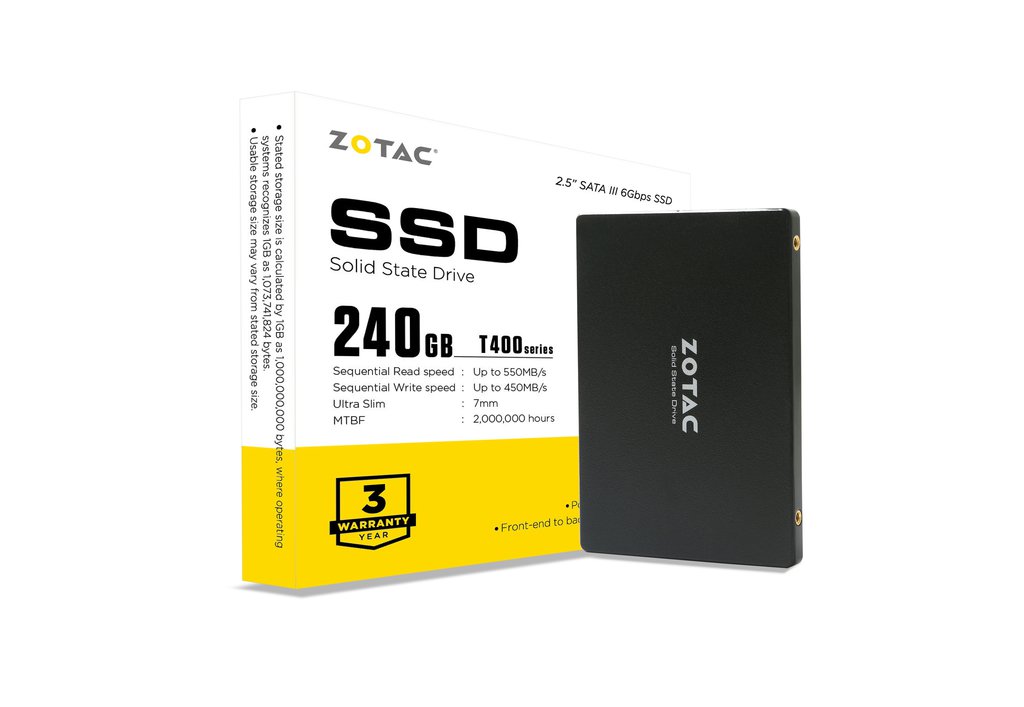 • Stated storage size is calculated by 1GB as 1,000,000,000 bytes, where operating
systems recognizes 1GB as 1,073,741,824 bytes.
• Usable storage size may vary from stated storage size.
ZOTAC®
2.5” SATA III 6Gbps SSD
SSD
Solid State Drive
240GB T400 series
Sequential Read speed : Up to 550MB/s
Sequential Write speed : Up to 450MB/s
Ultra Slim : 7mm
MTBF : 2,000,000 hours
3
WARRANTY
YEAR
•
• Front-end to
ZOTAC
Solid State Drive